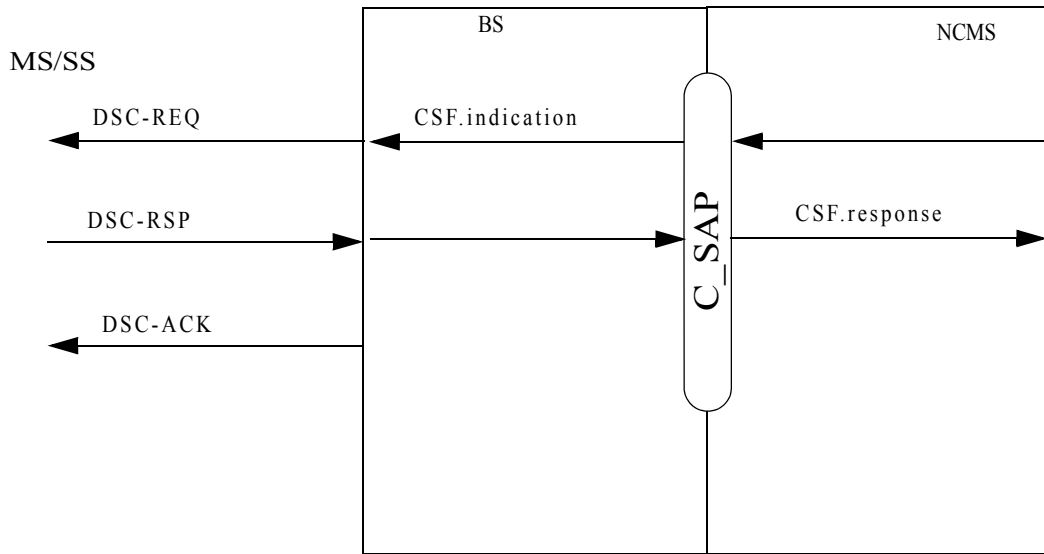 BS
NCMS
MS/SS
DSC-REQ
CSF.indication
DSC-RSP
C_SAP
CSF.response
DSC-ACK